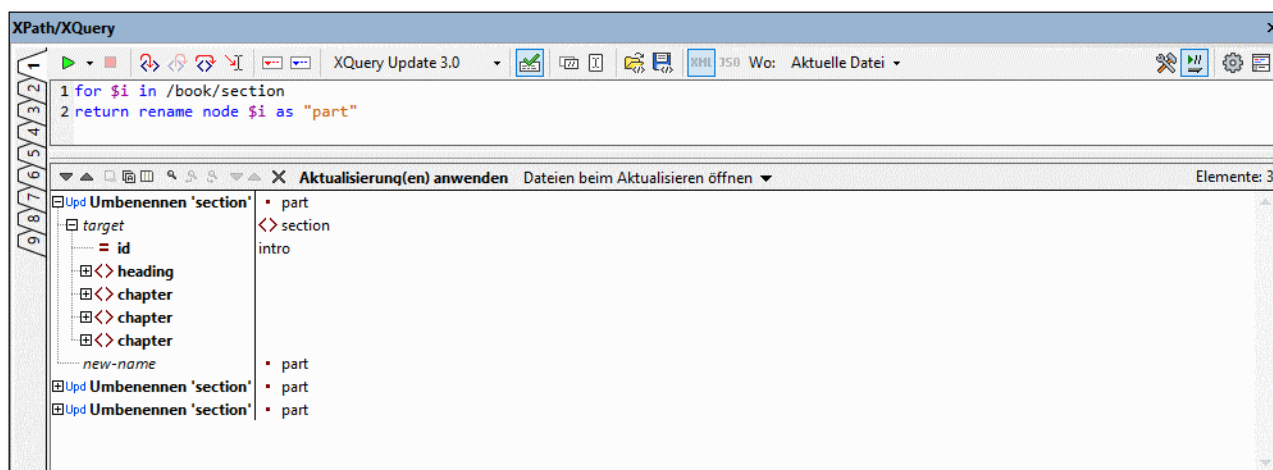 XPath/XQuery
XQuery Update 3.0 XML JSO Wo: Aktuelle Datei
1 for $i in /book/section
2 return rename node $i as "part"
1
2
3
4
5
6
7
8
9
Aktualisierung(en) anwenden Dateien beim Aktualisieren öffnen Elemente: 3
Upd Umbenennen 'section' part
target <> section
= id intro
<> heading
<> chapter
<> chapter
<> chapter
new-name part
Upd Umbenennen 'section' part
Upd Umbenennen 'section' part